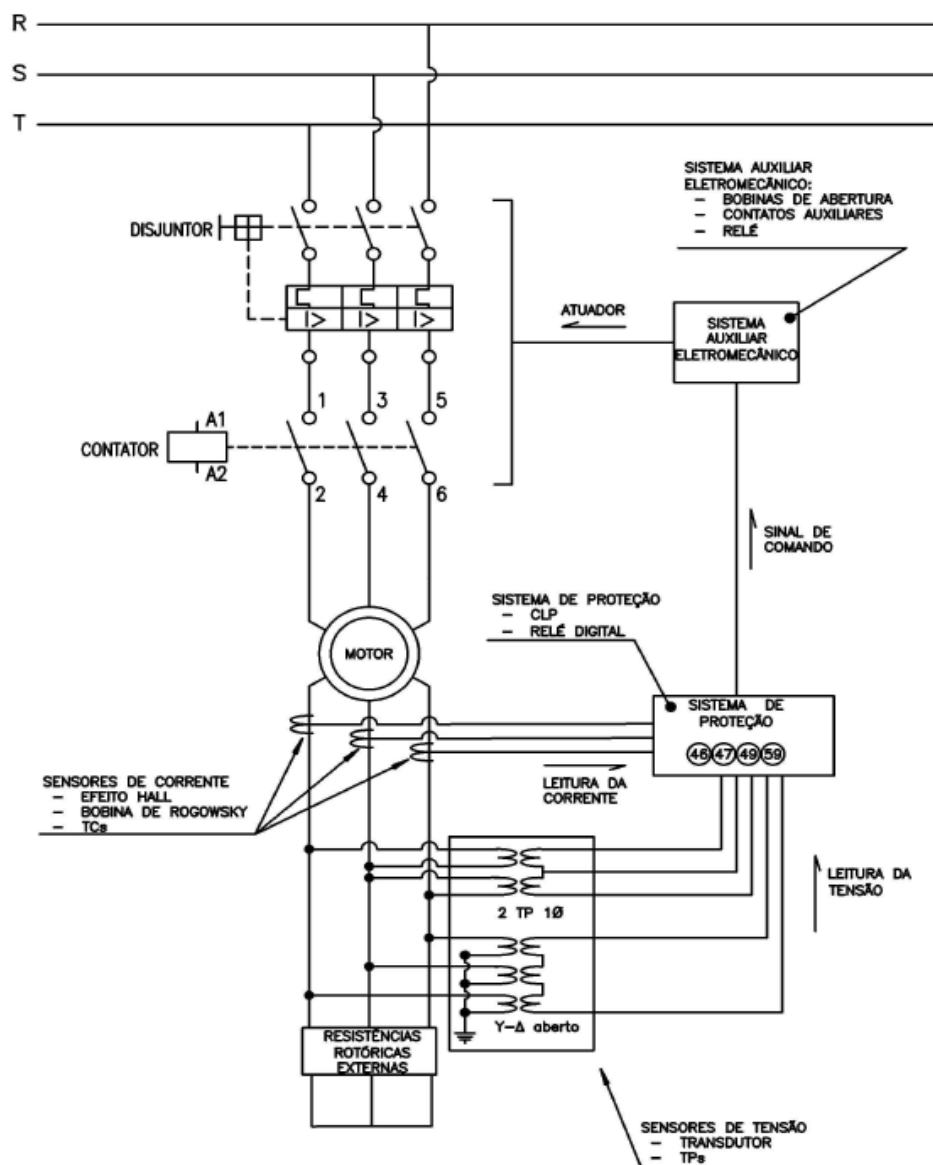 R
S
T
SISTEMA AUXILIAR
ELETROMECÂNICO:
- BOBINAS DE ABERTURA
- CONTATOS AUXILIARES
- RELÉ
DISJUNTOR
I> I> I>
ATUADOR
SISTEMA
AUXILIAR
ELETROMECÂNICO
1 3 5
A1
CONTATOR
A2
2 4 6
SINAL DE
COMANDO
SISTEMA DE PROTEÇÃO
- CLP
- RELÉ DIGITAL
MOTOR
SISTEMA DE
PROTEÇÃO
46 47 49 59
LEITURA DA
CORRENTE
SENSORES DE CORRENTE
- EFEITO HALL
- BOBINA DE ROGOWSKY
- TCs
LEITURA DA
TENSÃO
2 TP 1Ø
Y-Δ aberto
RESISTÊNCIAS
ROTÓRICAS
EXTERNAS
SENSORES DE TENSÃO
- TRANSDUTOR
- TPs